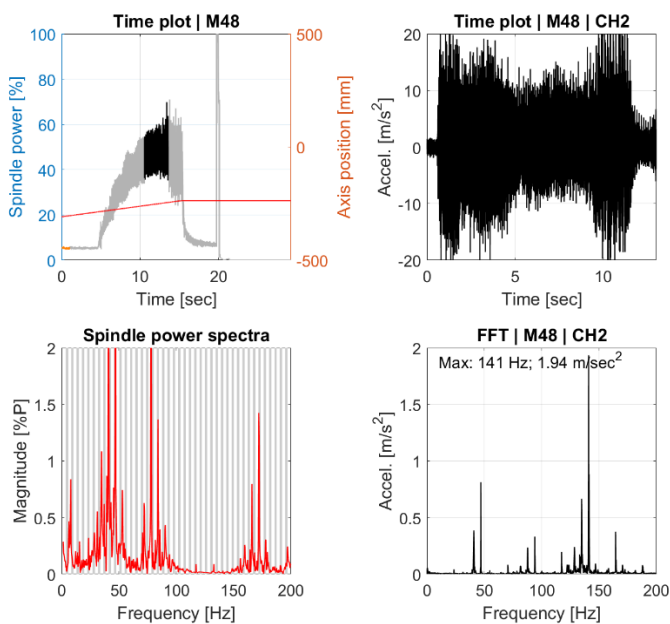 Time plot | M48
Time plot | M48 | CH2
100
80
60
40
20
0
Spindle power [%]
500
0
-500
Axis position [mm]
0
10
20
Time [sec]
20
10
0
-10
-20
Accel. [m/s²]
0
5
10
Time [sec]
Spindle power spectra
FFT | M48 | CH2
2
1.5
1
0.5
0
Magnitude [%P]
0
50
100
150
200
Frequency [Hz]
Max: 141 Hz; 1.94 m/sec²
2
1.5
1
0.5
0
Accel. [m/s²]
0
50
100
150
200
Frequency [Hz]